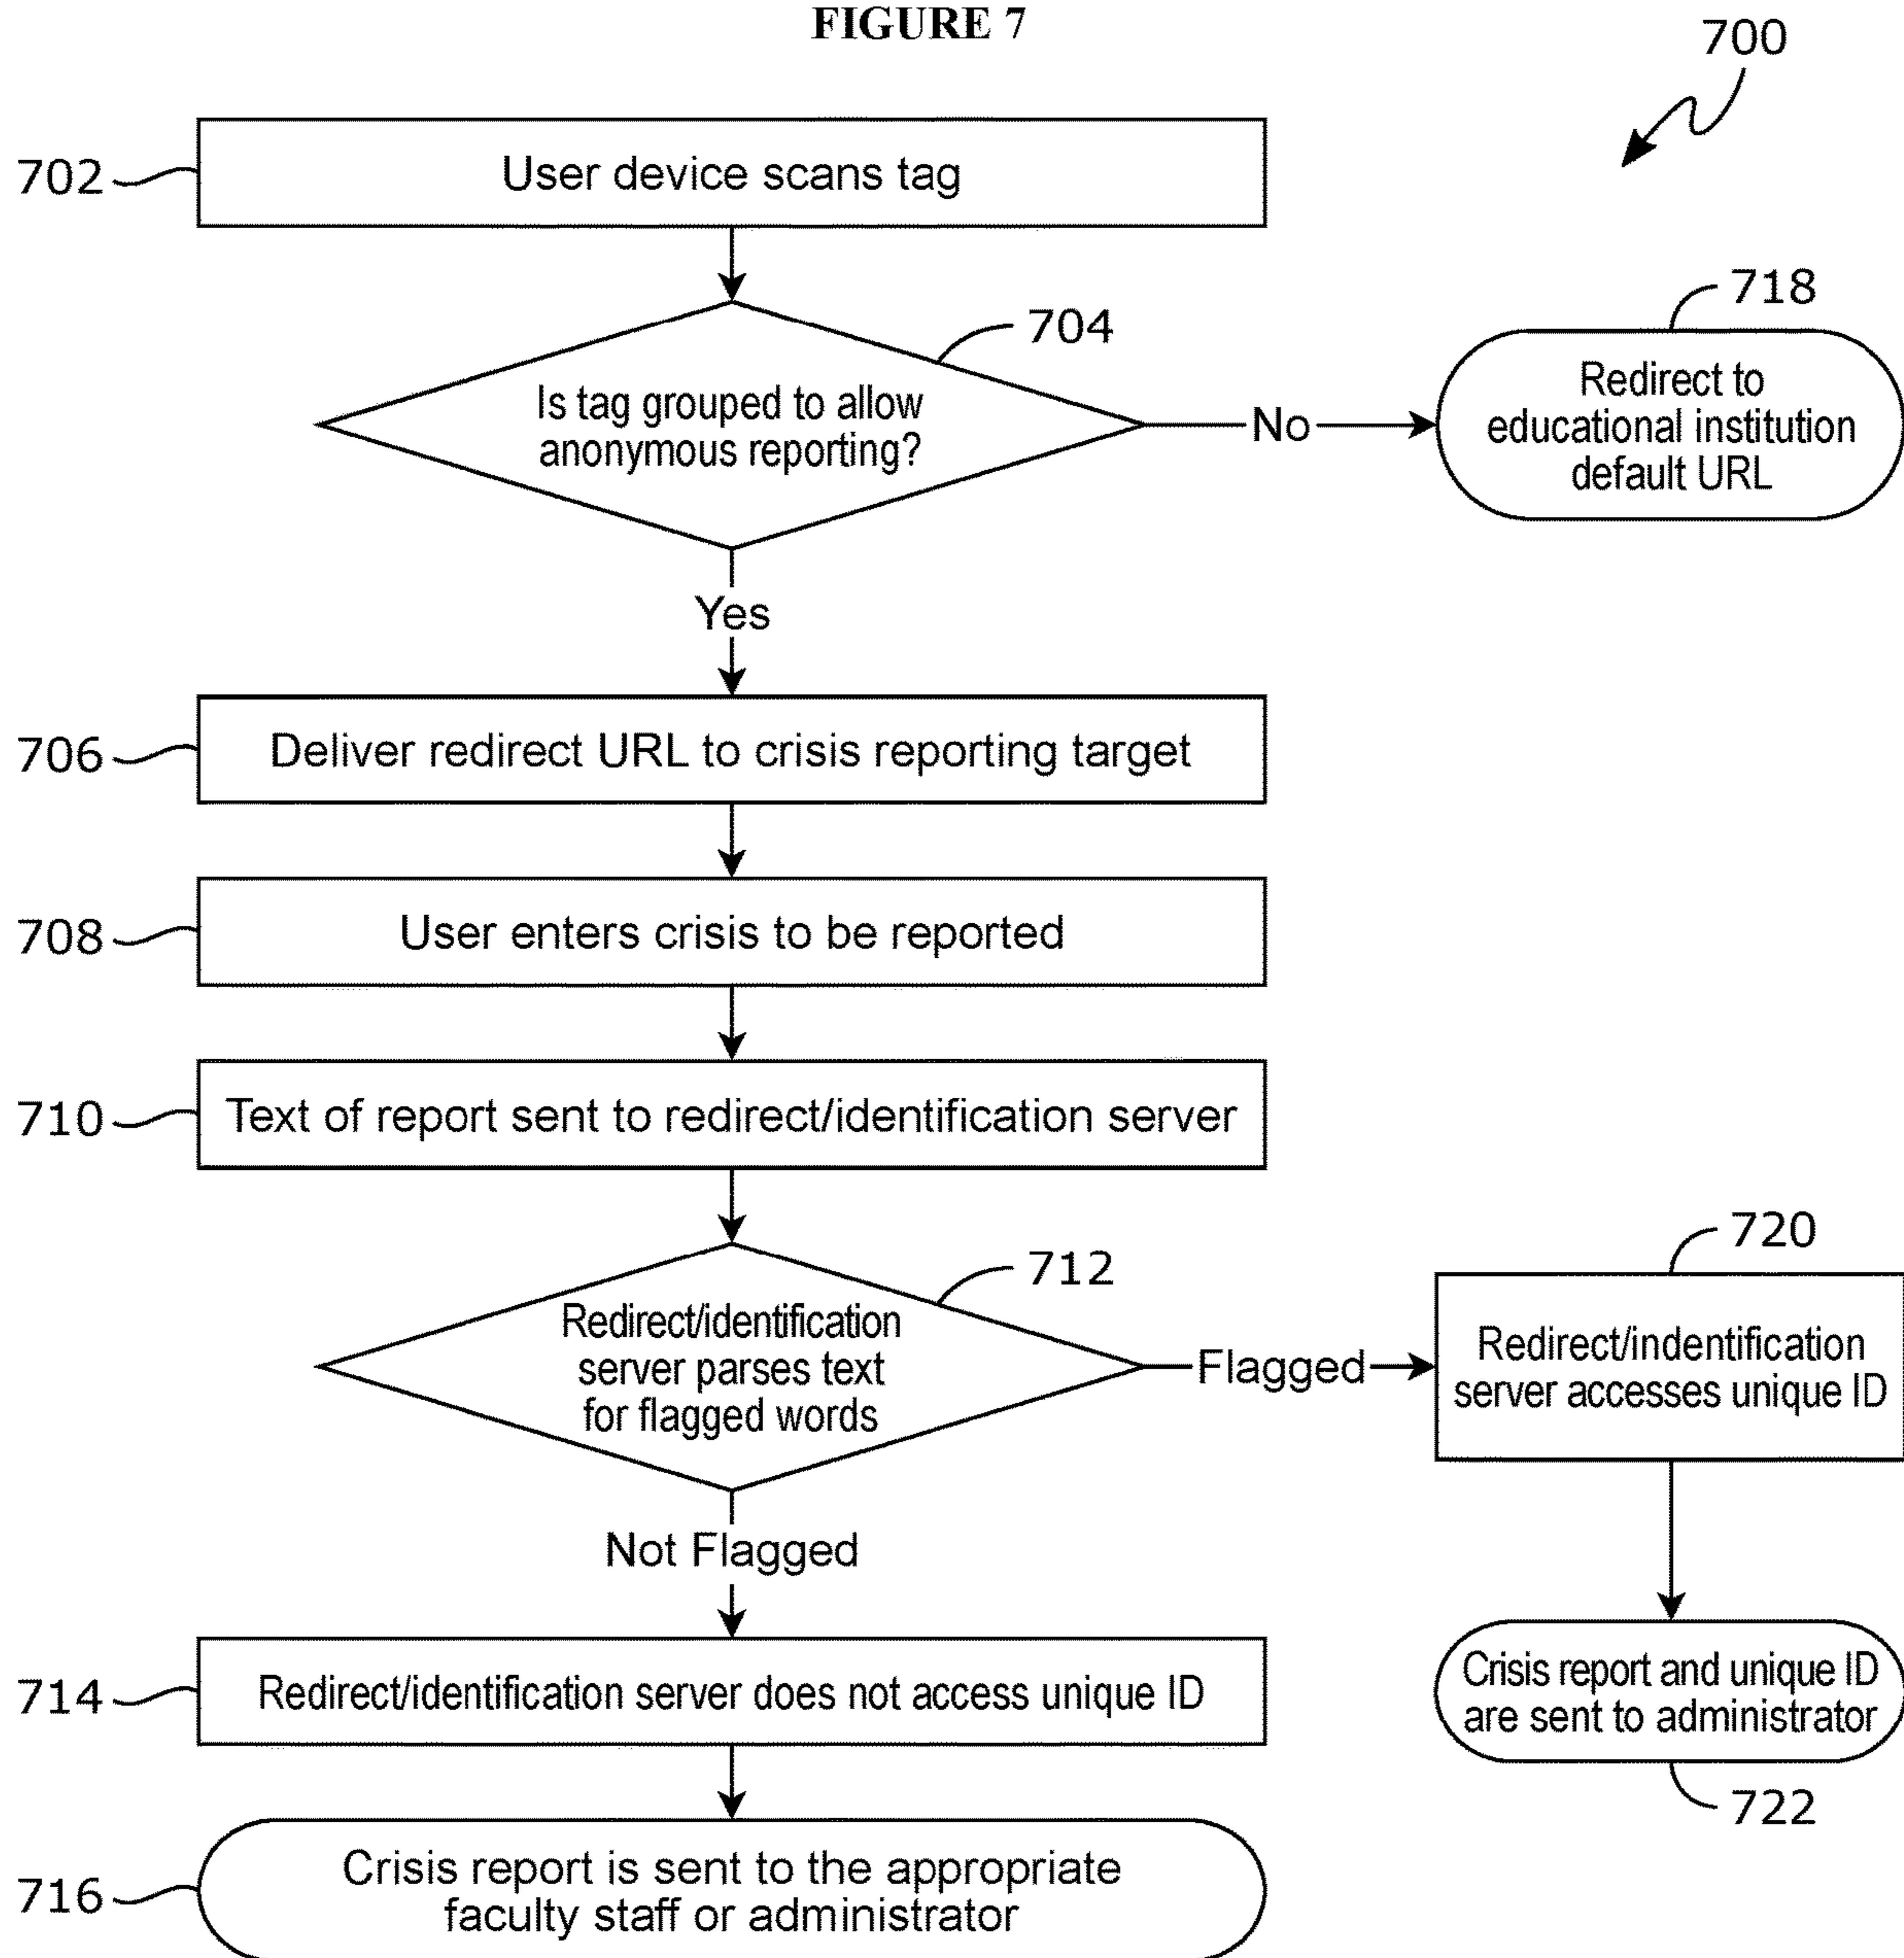 FIGURE 7
700
702
User device scans tag
704
Is tag grouped to allow
anonymous reporting?
No
718
Redirect to
educational institution
default URL
Yes
706
Deliver redirect URL to crisis reporting target
708
User enters crisis to be reported
710
Text of report sent to redirect/identification server
712
Redirect/identification
server parses text
for flagged words
Flagged
720
Redirect/indentification
server accesses unique ID
Not Flagged
714
Redirect/identification server does not access unique ID
Crisis report and unique ID
are sent to administrator
722
716
Crisis report is sent to the appropriate
faculty staff or administrator